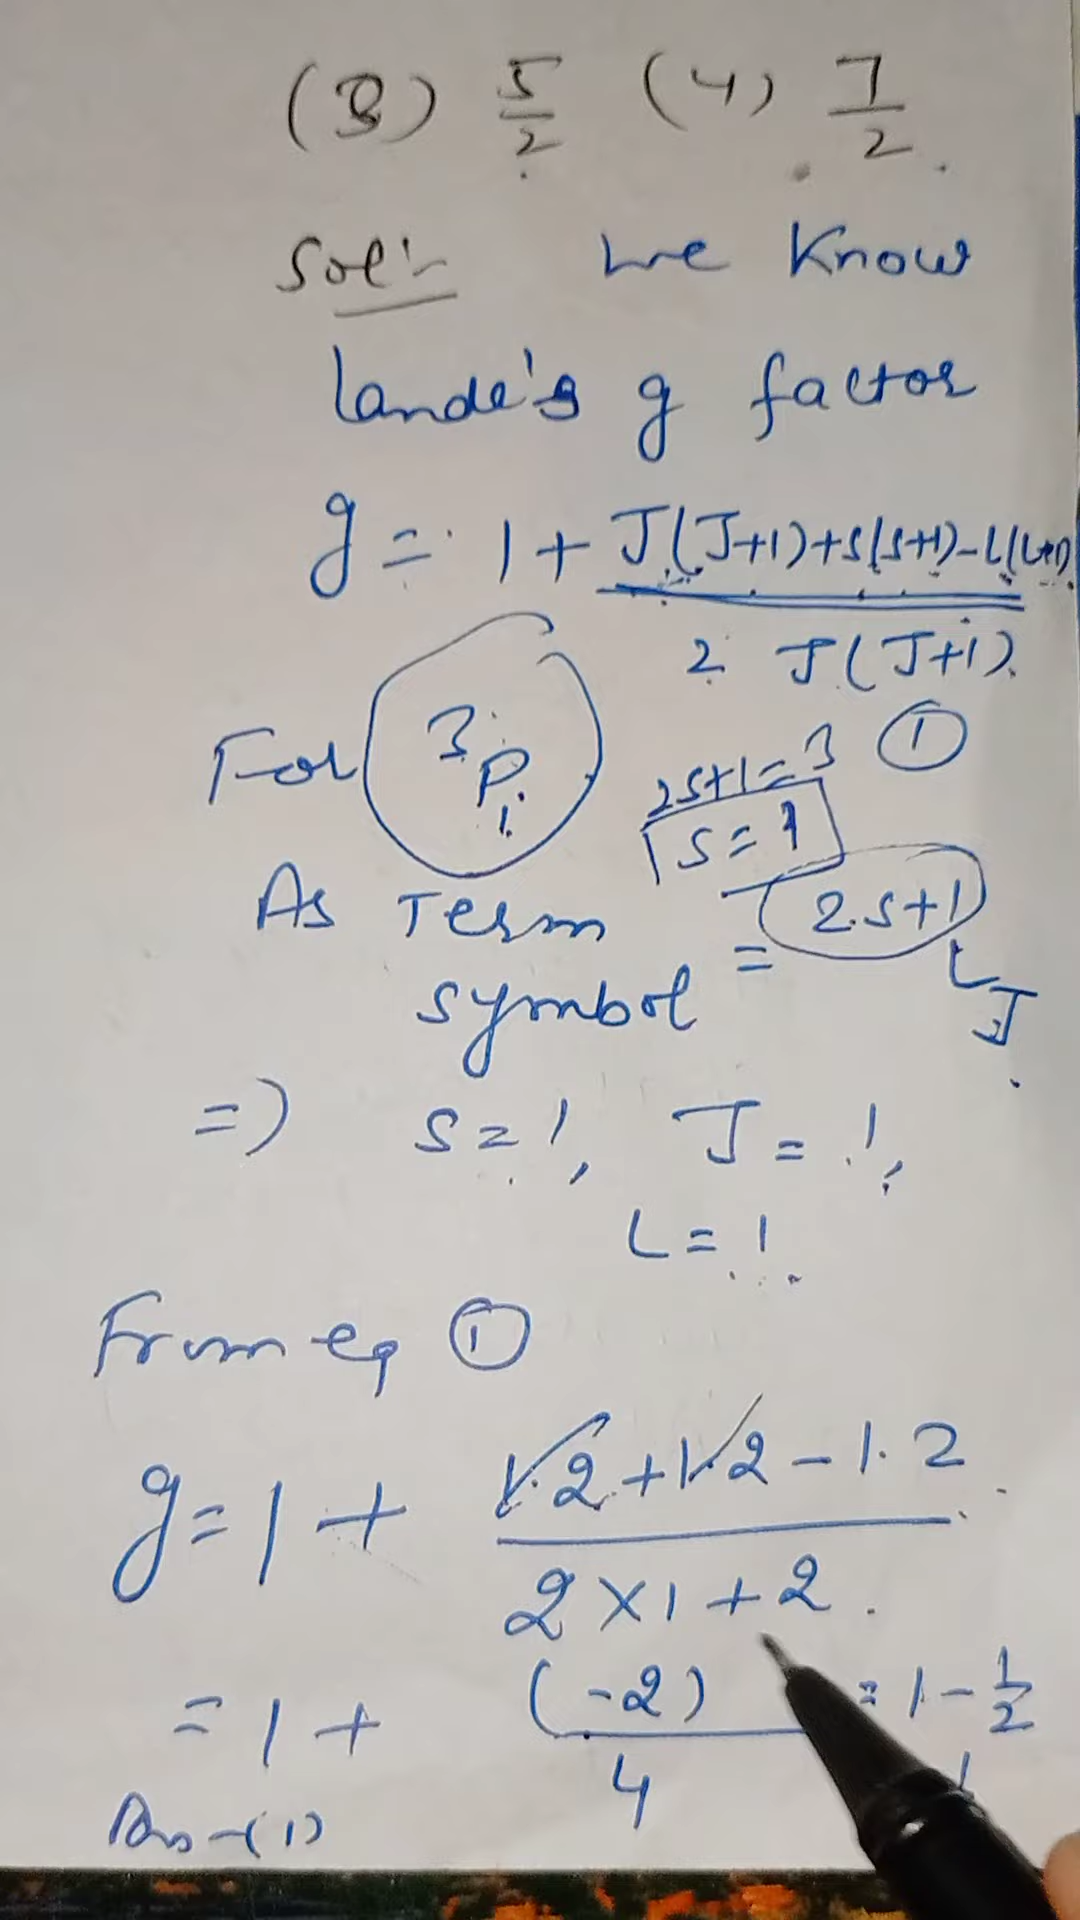 (3) 5/2 (4) 7/2
Sol'n we know
Lande's g factor
g = 1 + J(J+1)+s(s+1)-L(L+1) / 2 J(J+1)
For ³P₁ 2s+1=3 ①
s=1
As Term symbol = 2s+1 L J
=> s=1, J=1,
L=1
From eq ①
g = 1 + 1.2+1.2-1.2 / 2×1+2
= 1 + (-2)/4 = 1-1/2
Ans-(1)